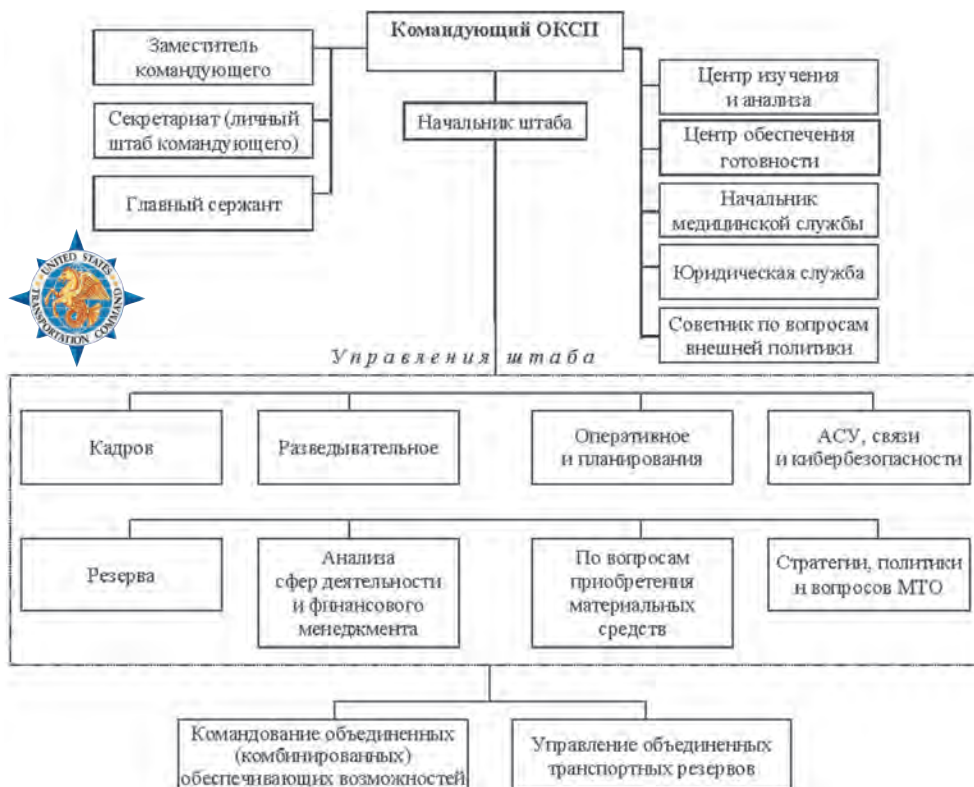 Командующий ОКСП
Заместитель
командующего
Секретариат (личный
штаб командующего)
Главный сержант
Начальник штаба
Центр изучения
и анализа
Центр обеспечения
готовности
Начальник
медицинской службы
Юридическая служба
Советник по вопросам
внешней политики
UNITED STATES
TRANSPORTATION COMMAND
Управления штаба
Кадров
Разведывательное
Оперативное
и планирования
АСУ, связи
и кибербезопасности
Резерва
Анализа
сфер деятельности
и финансового
менеджмента
По вопросам
приобретения
материальных
средств
Стратегии, политики
и вопросов МТО
Командование объединенных
(комбинированных)
обеспечивающих возможностей
Управление объединенных
транспортных резервов